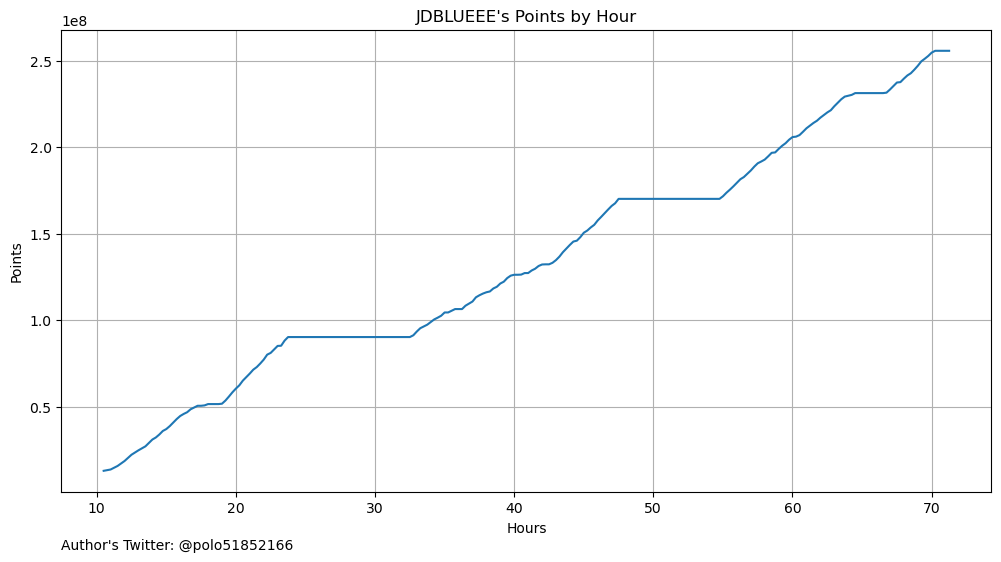 JDBLUEEE's Points by Hour
1e8
2.5
2.0
1.5
1.0
0.5
Points
10 20 30 40 50 60 70
Hours
Author's Twitter: @polo51852166